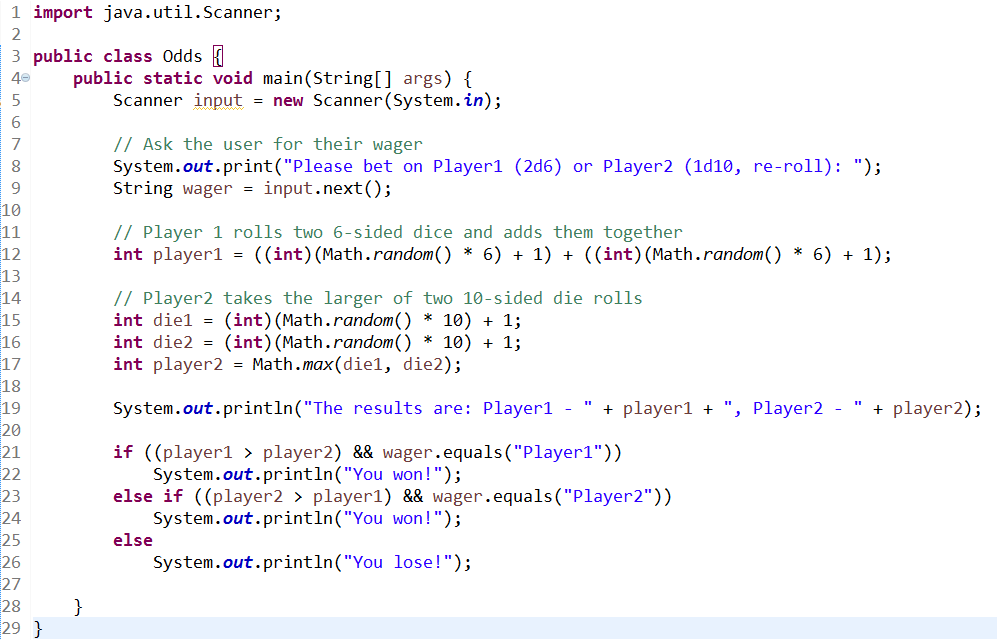 1 import java.util.Scanner;
2
3 public class Odds {
4     public static void main(String[] args) {
5         Scanner input = new Scanner(System.in);
6
7         // Ask the user for their wager
8         System.out.print("Please bet on Player1 (2d6) or Player2 (1d10, re-roll): ");
9         String wager = input.next();
10
11         // Player 1 rolls two 6-sided dice and adds them together
12         int player1 = ((int)(Math.random() * 6) + 1) + ((int)(Math.random() * 6) + 1);
13
14         // Player2 takes the larger of two 10-sided die rolls
15         int die1 = (int)(Math.random() * 10) + 1;
16         int die2 = (int)(Math.random() * 10) + 1;
17         int player2 = Math.max(die1, die2);
18
19         System.out.println("The results are: Player1 - " + player1 + ", Player2 - " + player2);
20
21         if ((player1 > player2) && wager.equals("Player1"))
22             System.out.println("You won!");
23         else if ((player2 > player1) && wager.equals("Player2"))
24             System.out.println("You won!");
25         else
26             System.out.println("You lose!");
27
28     }
29 }